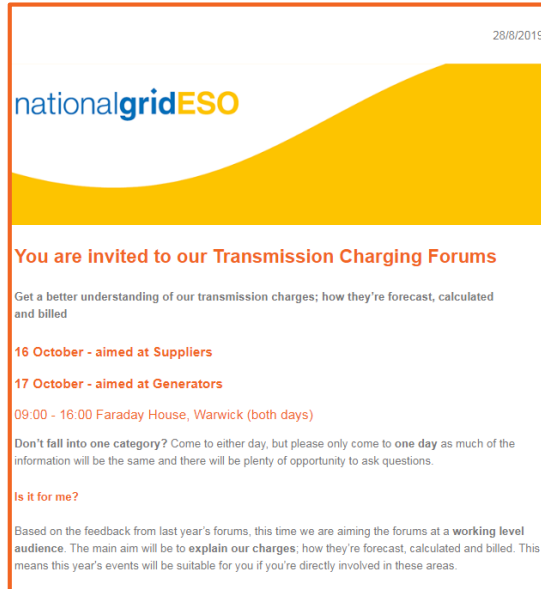 28/8/2019
nationalgridESO
You are invited to our Transmission Charging Forums
Get a better understanding of our transmission charges; how they're forecast, calculated
and billed
16 October - aimed at Suppliers
17 October - aimed at Generators
09:00 - 16:00 Faraday House, Warwick (both days)
Don't fall into one category? Come to either day, but please only come to one day as much of the
information will be the same and there will be plenty of opportunity to ask questions.
Is it for me?
Based on the feedback from last year's forums, this time we are aiming the forums at a working level
audience. The main aim will be to explain our charges; how they're forecast, calculated and billed. This
means this year's events will be suitable for you if you're directly involved in these areas.